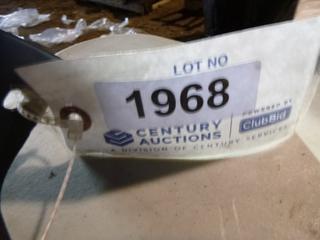 LOT NO
1968
CENTURY
AUCTIONS
POWERED BY
ClubBid
A DIVISION OF CENTURY SERVICES